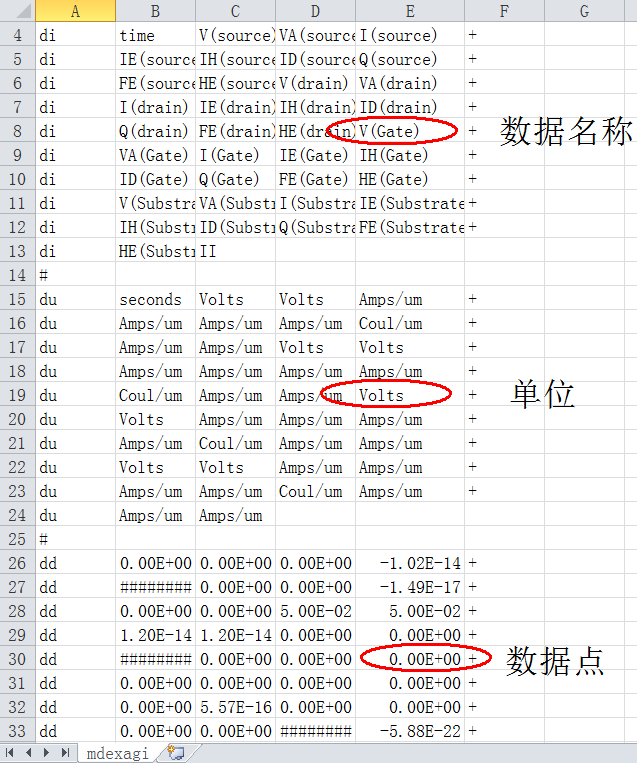 A B C D E F G
4 di time V(source) VA(source I(source) +
5 di IE(source IH(source ID(source Q(source) +
6 di FE(source HE(source V(drain) VA(drain) +
7 di I(drain) IE(drain) IH(drain) ID(drain) +
8 di Q(drain) FE(drain) HE(drain) V(Gate) + 数据名称
9 di VA(Gate) I(Gate) IE(Gate) IH(Gate) +
10 di ID(Gate) Q(Gate) FE(Gate) HE(Gate) +
11 di V(Substra VA(Substr I(Substra IE(Substrate +
12 di IH(Substr ID(Substr Q(Substra FE(Substrate +
13 di HE(Substr II
14 #
15 du seconds Volts Volts Amps/um +
16 du Amps/um Amps/um Amps/um Coul/um +
17 du Amps/um Amps/um Volts Volts +
18 du Amps/um Amps/um Amps/um Amps/um +
19 du Coul/um Amps/um Amps/um Volts + 单位
20 du Volts Amps/um Amps/um Amps/um +
21 du Amps/um Coul/um Amps/um Amps/um +
22 du Volts Volts Amps/um Amps/um +
23 du Amps/um Amps/um Coul/um Amps/um +
24 du Amps/um Amps/um
25 #
26 dd 0.00E+00 0.00E+00 0.00E+00 -1.02E-14 +
27 dd ######## 0.00E+00 0.00E+00 -1.49E-17 +
28 dd 0.00E+00 0.00E+00 5.00E-02 5.00E-02 +
29 dd 1.20E-14 1.20E-14 0.00E+00 0.00E+00 +
30 dd ######## 0.00E+00 0.00E+00 0.00E+00 + 数据点
31 dd 0.00E+00 0.00E+00 0.00E+00 0.00E+00 +
32 dd 0.00E+00 5.57E-16 0.00E+00 0.00E+00 +
33 dd 0.00E+00 0.00E+00 ######## -5.88E-22 +
mdexagi